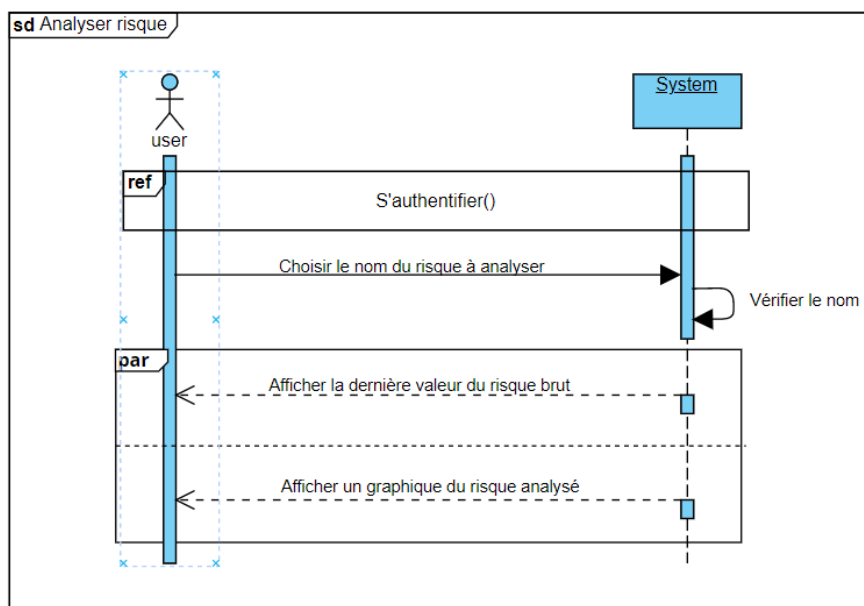 sd Analyser risque
System
user
ref
S'authentifier()
Choisir le nom du risque à analyser
Vérifier le nom
par
Afficher la dernière valeur du risque brut
Afficher un graphique du risque analysé